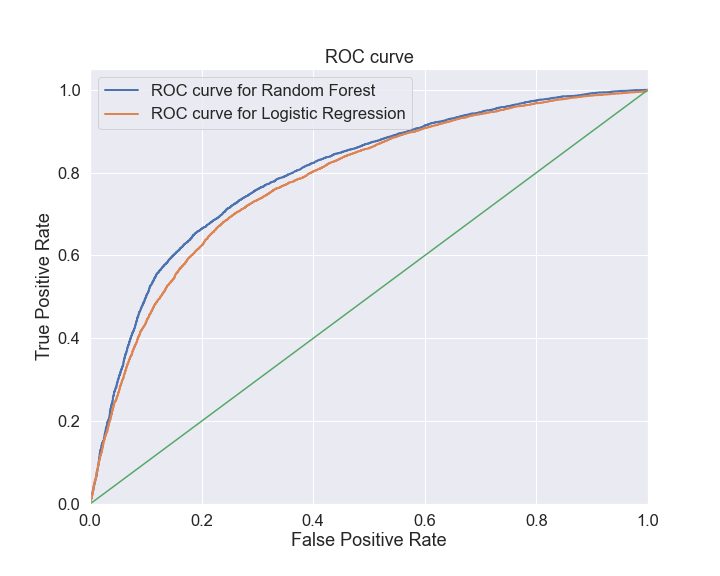 ROC curve
ROC curve for Random Forest
ROC curve for Logistic Regression
True Positive Rate
1.0
0.8
0.6
0.4
0.2
0.0
0.0 0.2 0.4 0.6 0.8 1.0
False Positive Rate